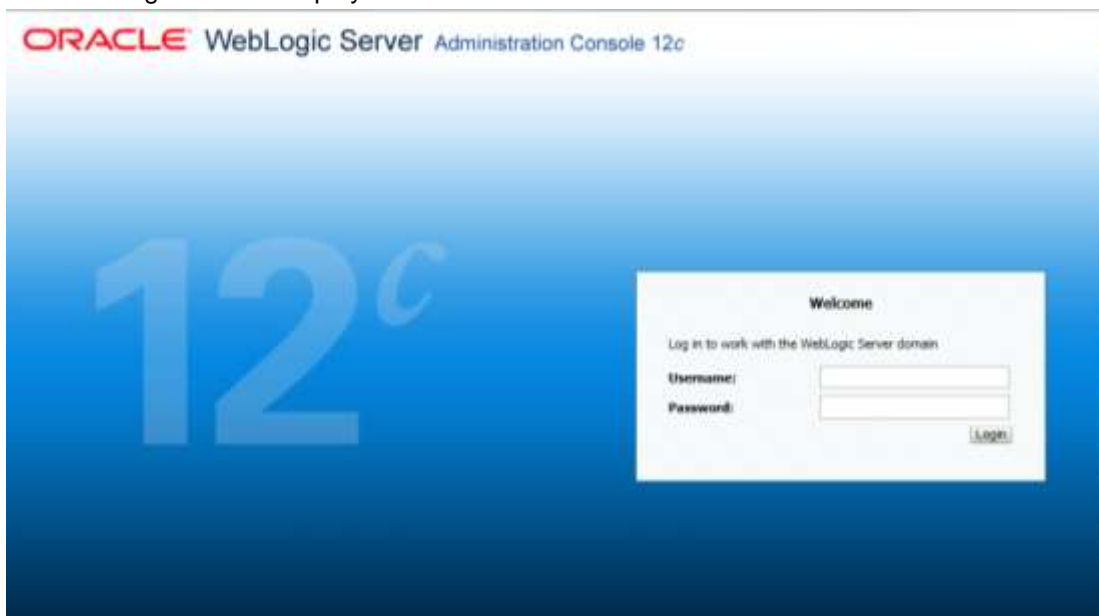 ORACLE WebLogic Server Administration Console 12c
12c
Welcome
Log in to work with the WebLogic Server domain
Username:
Password:
Login